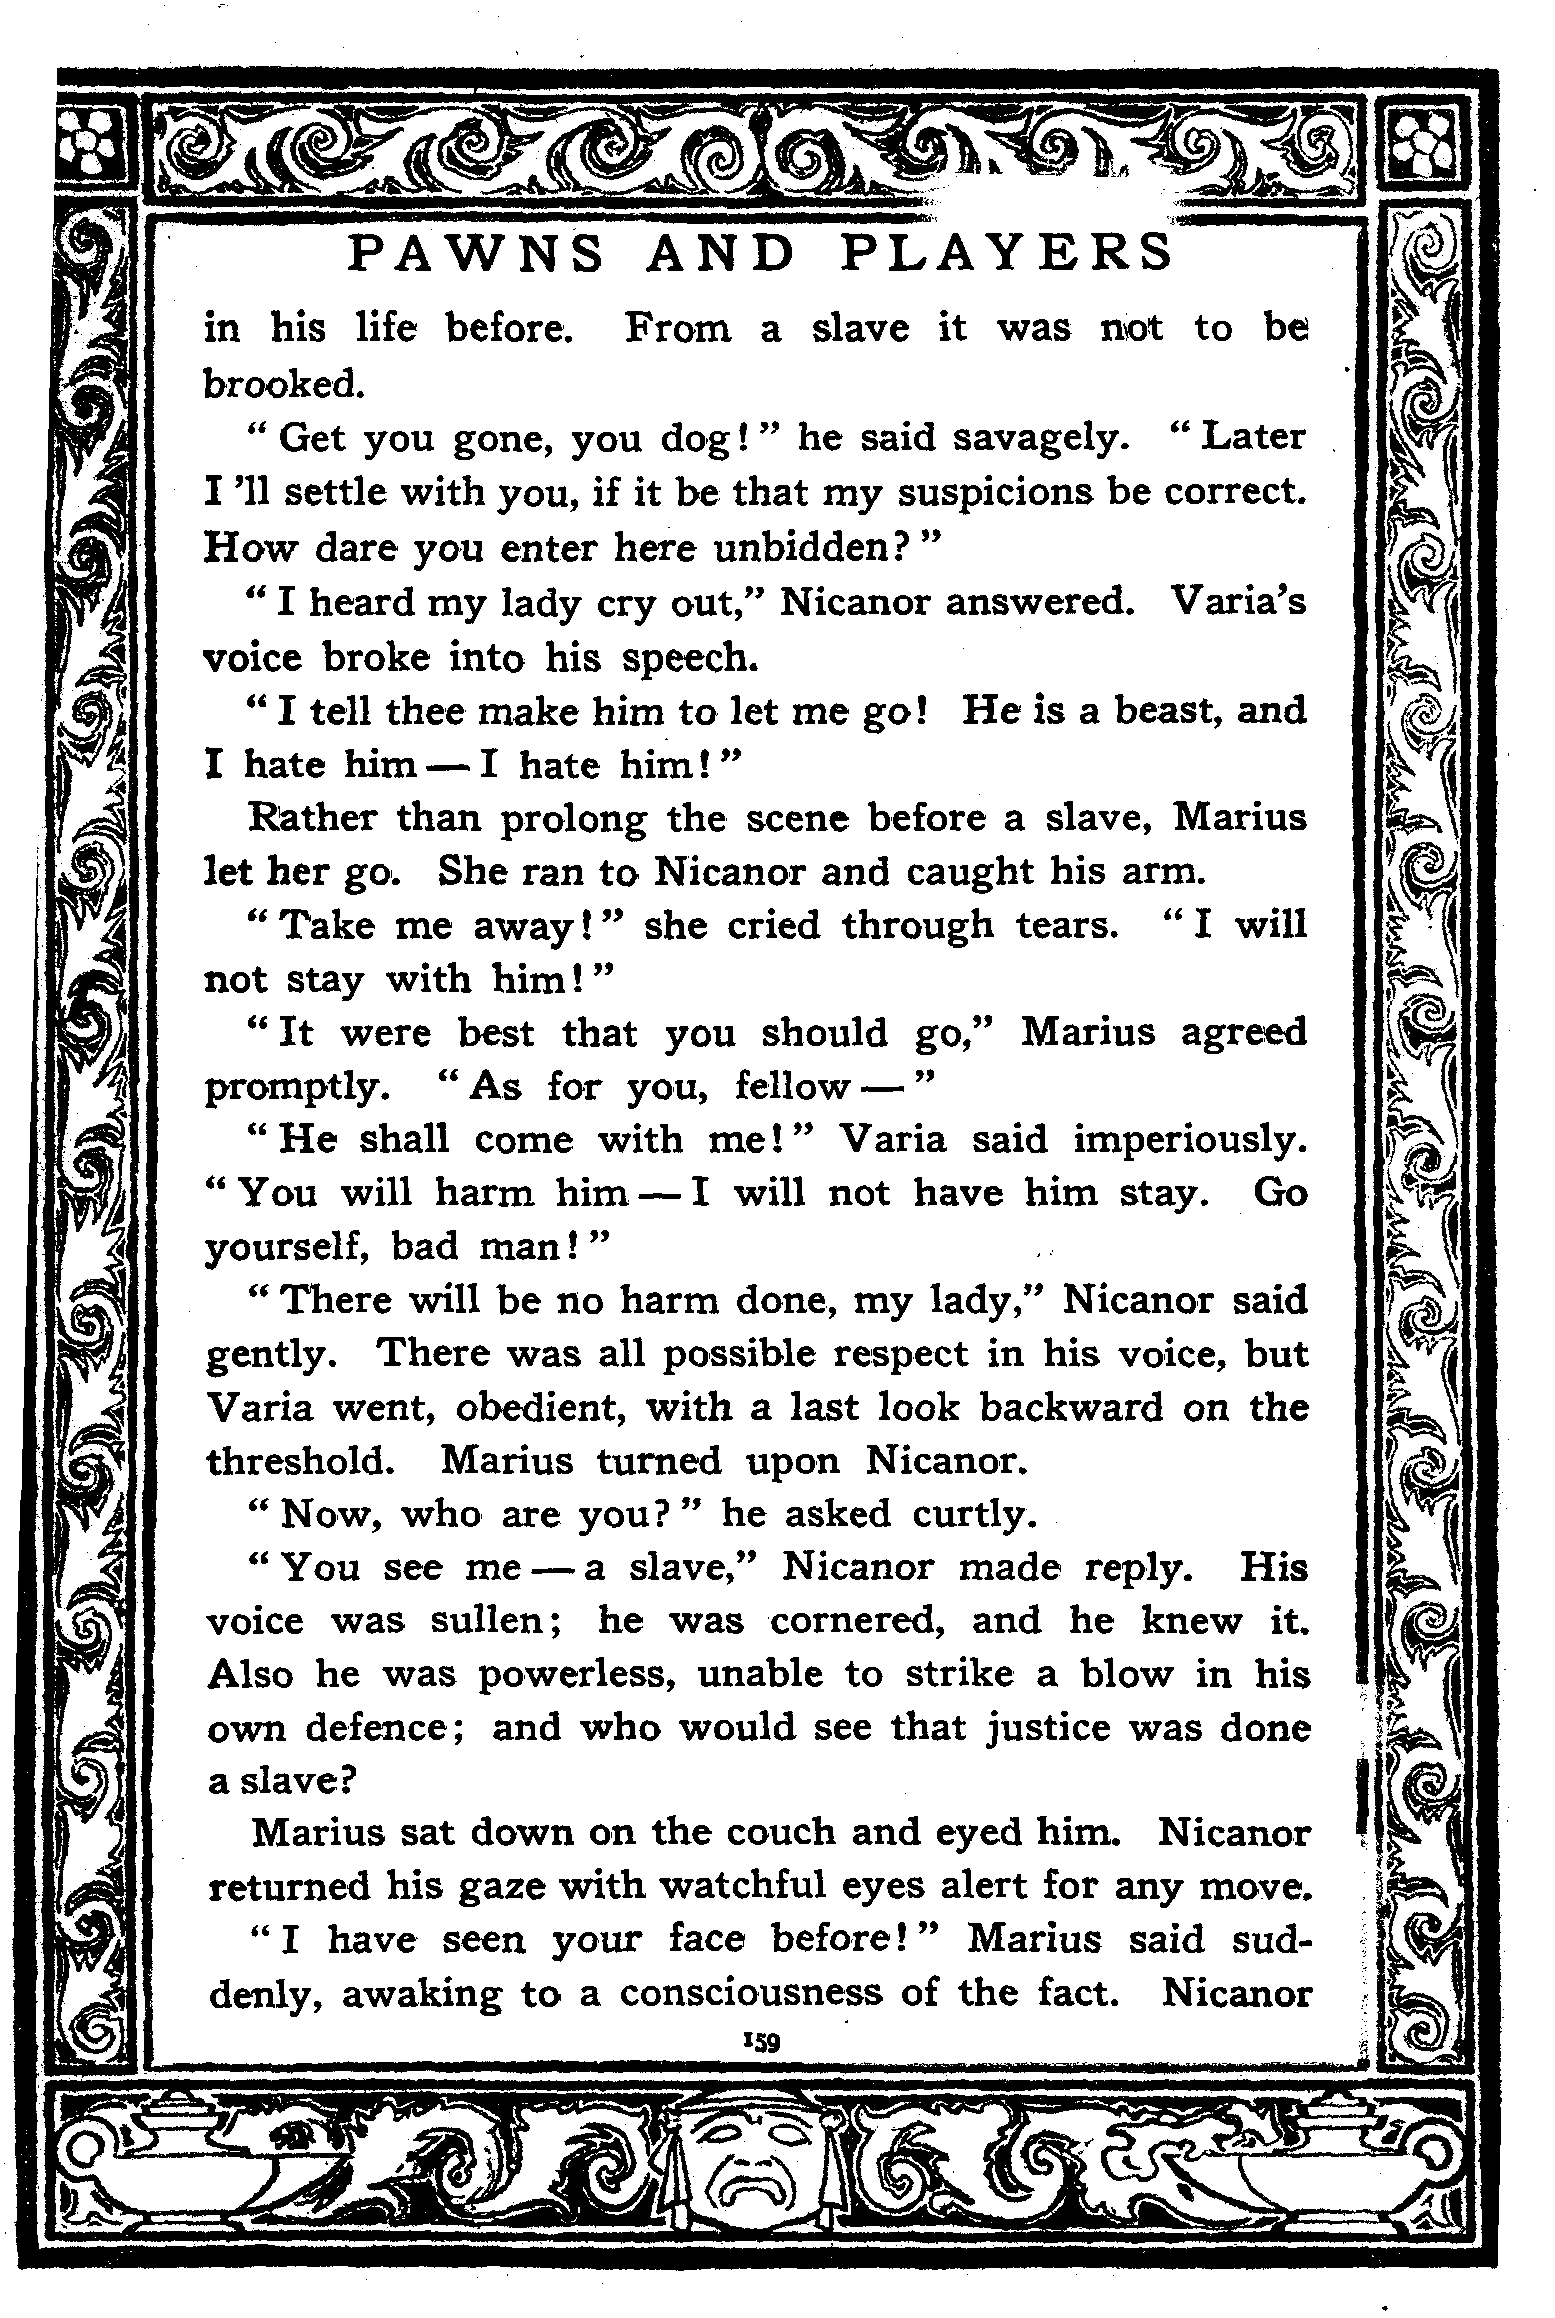 PAWNS AND PLAYERS
in his life before. From a slave it was not to be
brooked.
“Get you gone, you dog!” he said savagely. “Later
I ’ll settle with you, if it be that my suspicions be correct.
How dare you enter here unbidden?”
“I heard my lady cry out,” Nicanor answered. Varia’s
voice broke into his speech.
“I tell thee make him to let me go! He is a beast, and
I hate him — I hate him!”
Rather than prolong the scene before a slave, Marius
let her go. She ran to Nicanor and caught his arm.
“Take me away!” she cried through tears. “I will
not stay with him!”
“It were best that you should go,” Marius agreed
promptly. “As for you, fellow — ”
“He shall come with me!” Varia said imperiously.
“You will harm him — I will not have him stay. Go
yourself, bad man!”
“There will be no harm done, my lady,” Nicanor said
gently. There was all possible respect in his voice, but
Varia went, obedient, with a last look backward on the
threshold. Marius turned upon Nicanor.
“Now, who are you?” he asked curtly.
“You see me — a slave,” Nicanor made reply. His
voice was sullen; he was cornered, and he knew it.
Also he was powerless, unable to strike a blow in his
own defence; and who would see that justice was done
a slave?
Marius sat down on the couch and eyed him. Nicanor
returned his gaze with watchful eyes alert for any move.
“I have seen your face before!” Marius said sud-
denly, awaking to a consciousness of the fact. Nicanor
159